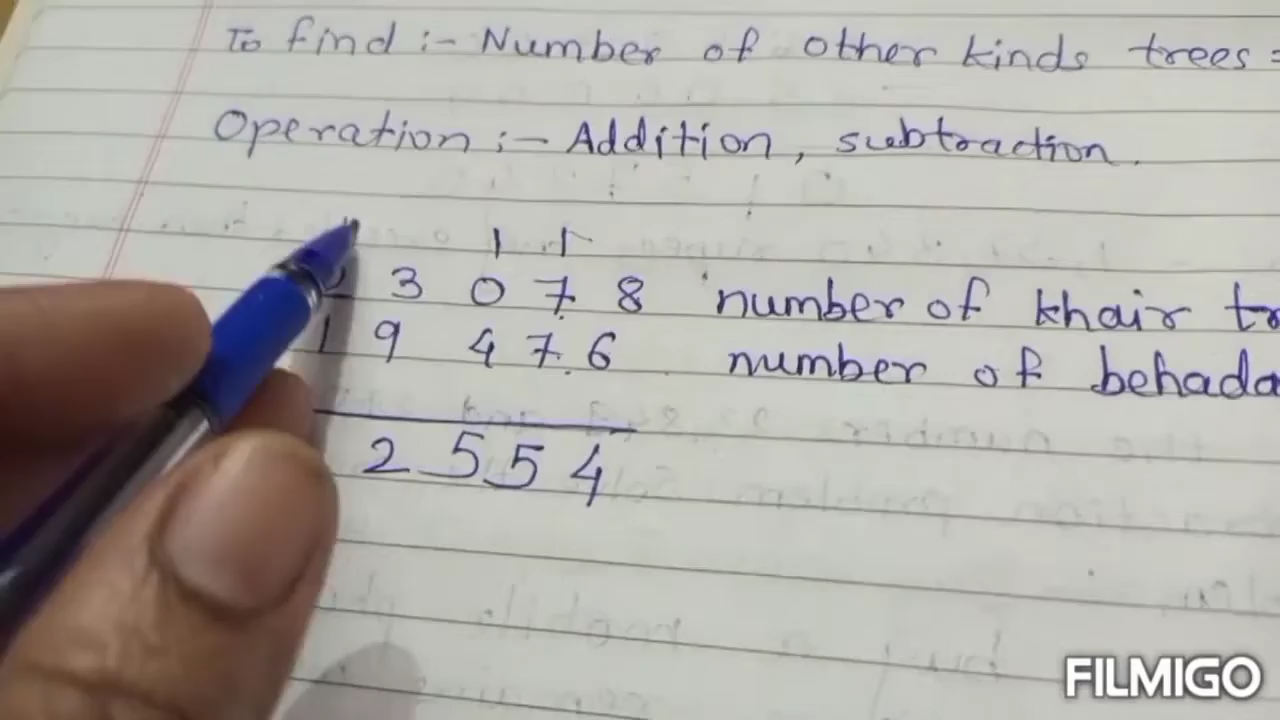 To find :- Number of other kinds trees =
Operation :- Addition, subtraction.
1 1
3 0 7 8 number of khair
1 9 4 7 6 number of behada
2 5 5 4
FILMIGO